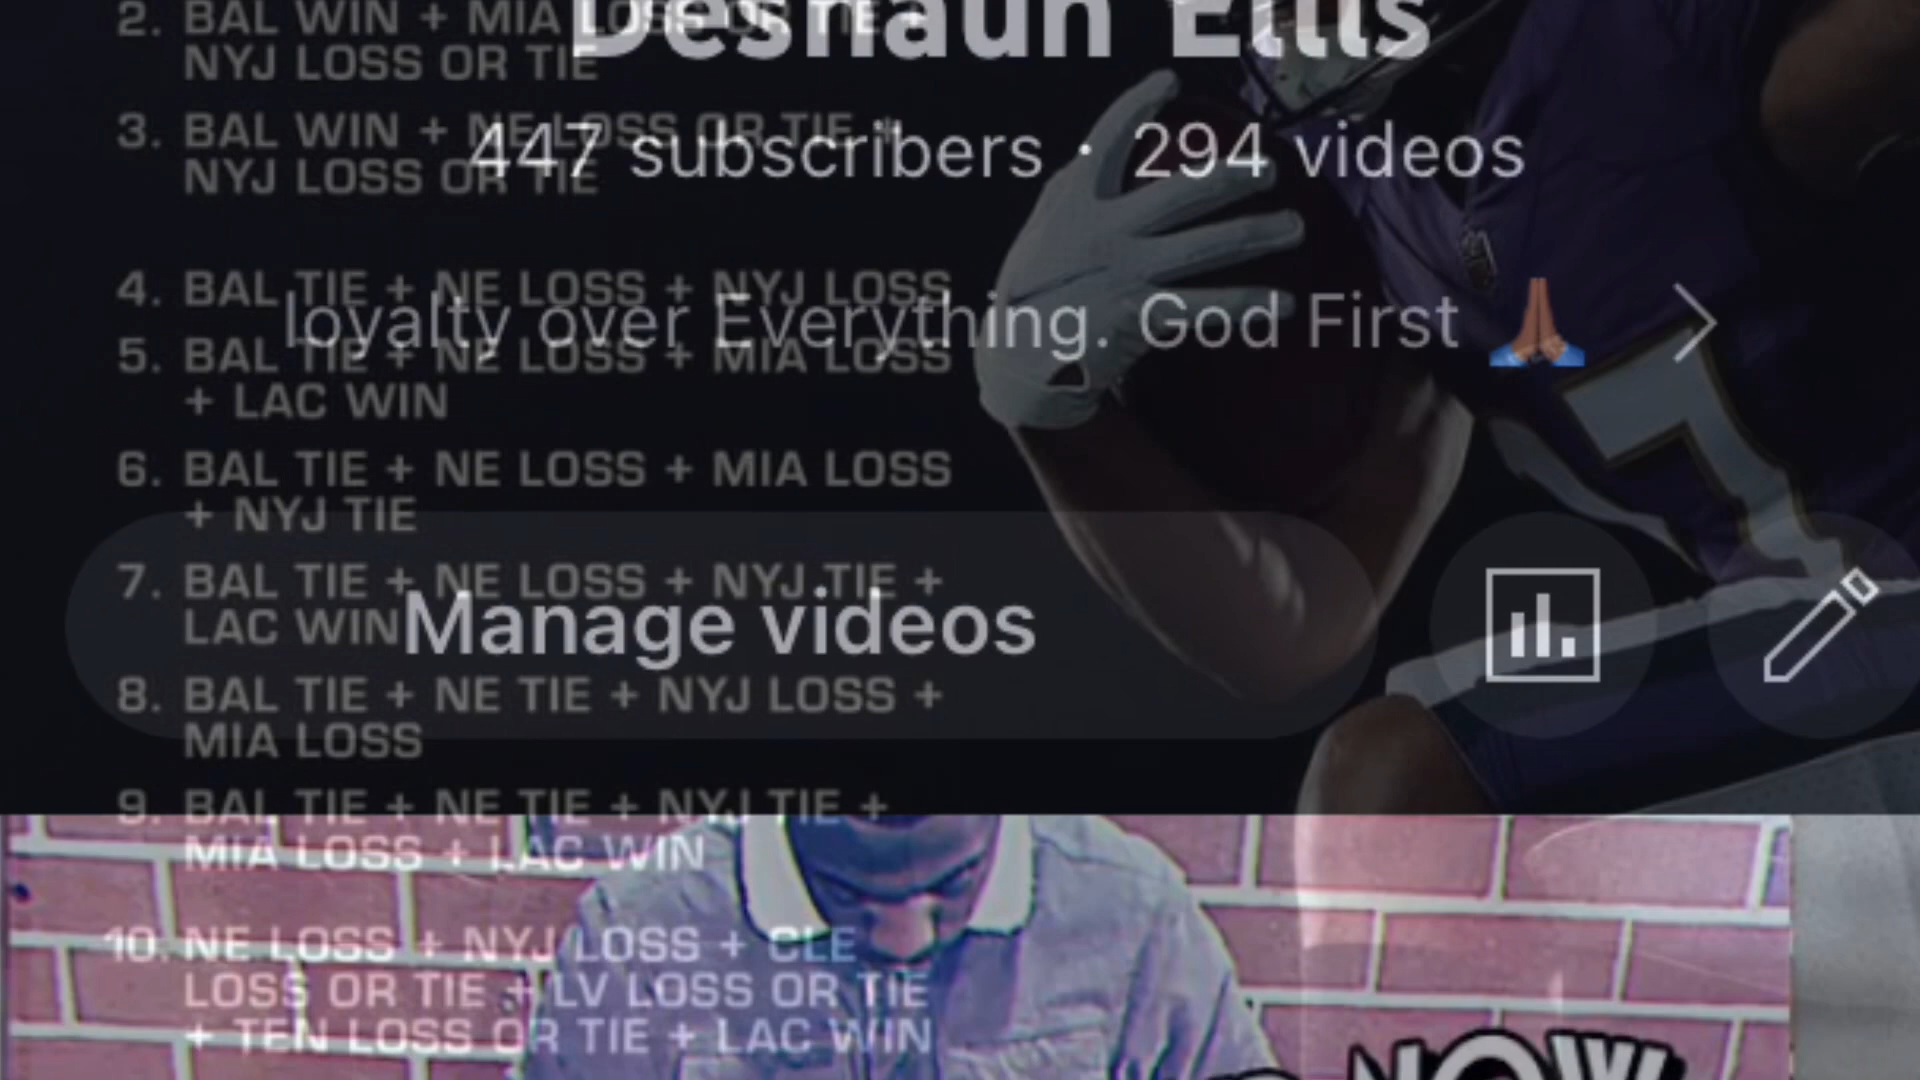 2. BAL WIN + MIA LOSS OR TIE +
NYJ LOSS OR TIE
Deshaun Ellis
3. BAL WIN + NE LOSS OR TIE +
NYJ LOSS OR TIE
447 subscribers · 294 videos
4. BAL TIE + NE LOSS + NYJ LOSS
loyalty over Everything. God First 🙏🏾
5. BAL TIE + NE LOSS + MIA LOSS
+ LAC WIN
6. BAL TIE + NE LOSS + MIA LOSS
+ NYJ TIE
7. BAL TIE + NE LOSS + NYJ TIE +
LAC WIN
Manage videos
8. BAL TIE + NE TIE + NYJ LOSS +
MIA LOSS
9. BAL TIE + NE TIE + NYJ TIE +
MIA LOSS + LAC WIN
10. NE LOSS + NYJ LOSS + CLE
LOSS OR TIE + LV LOSS OR TIE
+ TEN LOSS OR TIE + LAC WIN
NOW